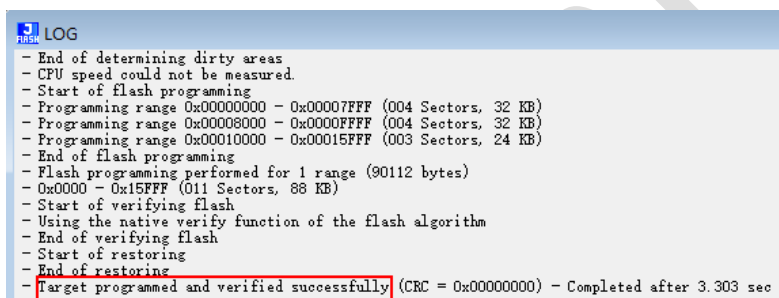 J
FLASH
LOG
- End of determining dirty areas
- CPU speed could not be measured.
- Start of flash programming
- Programming range 0x00000000 - 0x00007FFF (004 Sectors, 32 KB)
- Programming range 0x00008000 - 0x0000FFFF (004 Sectors, 32 KB)
- Programming range 0x00010000 - 0x00015FFF (003 Sectors, 24 KB)
- End of flash programming
- Flash programming performed for 1 range (90112 bytes)
- 0x0000 - 0x15FFF (011 Sectors, 88 KB)
- Start of verifying flash
- Using the native verify function of the flash algorithm
- End of verifying flash
- Start of restoring
- End of restoring
- Target programmed and verified successfully (CRC = 0x00000000) - Completed after 3.303 sec